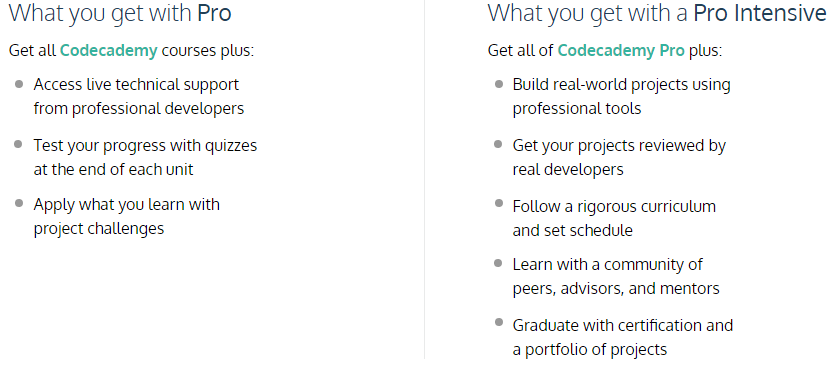 What you get with Pro
Get all Codecademy courses plus:
Access live technical support
from professional developers
Test your progress with quizzes
at the end of each unit
Apply what you learn with
project challenges
What you get with a Pro Intensive
Get all of Codecademy Pro plus:
Build real-world projects using
professional tools
Get your projects reviewed by
real developers
Follow a rigorous curriculum
and set schedule
Learn with a community of
peers, advisors, and mentors
Graduate with certification and
a portfolio of projects